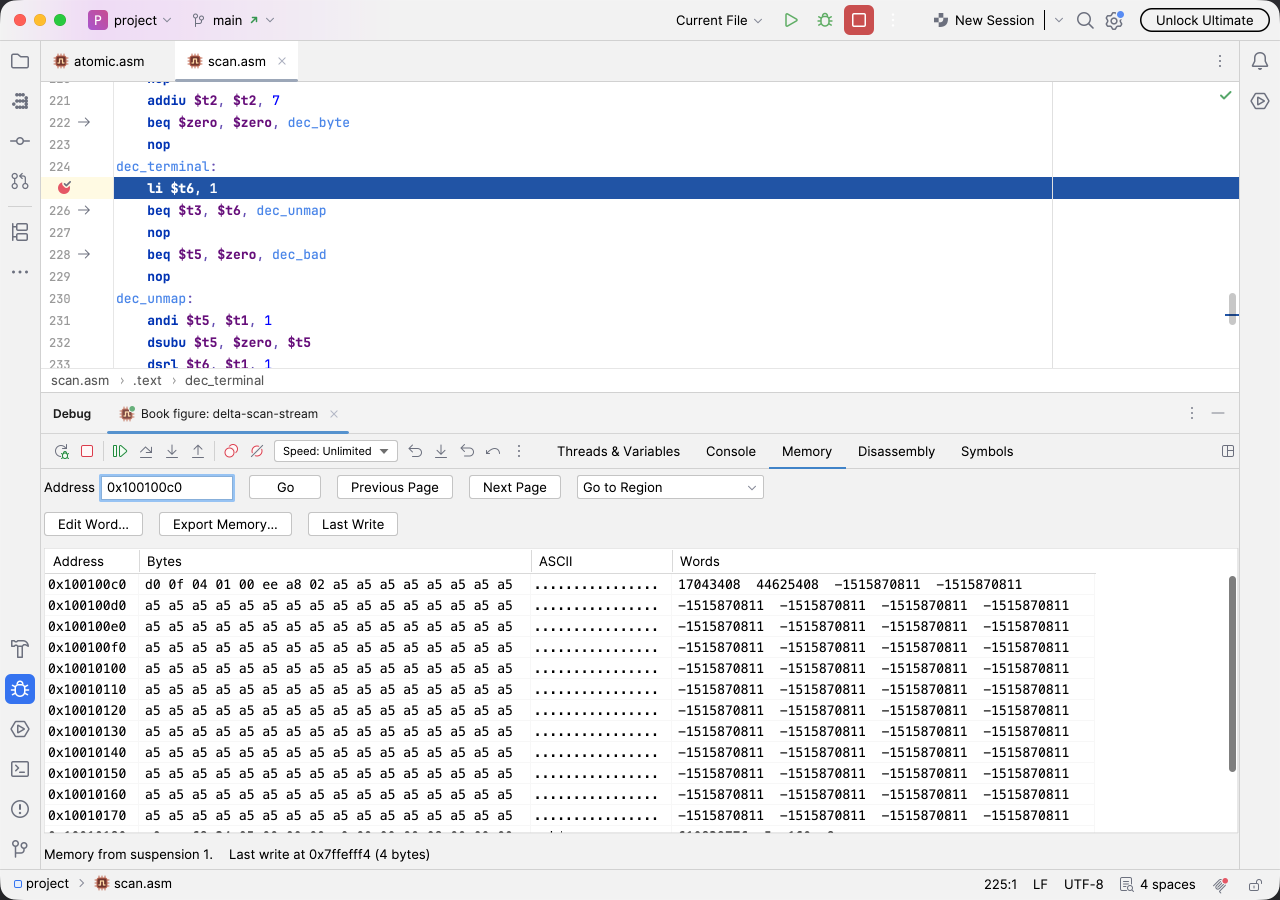 P project main Current File New Session Unlock Ultimate
atomic.asm scan.asm
221 addiu $t2, $t2, 7
222 beq $zero, $zero, dec_byte
223 nop
224 dec_terminal:
li $t6, 1
226 beq $t3, $t6, dec_unmap
227 nop
228 beq $t5, $zero, dec_bad
229 nop
230 dec_unmap:
231 andi $t5, $t1, 1
232 dsubu $t5, $zero, $t5
233 dsrl $t6, $t1, 1
scan.asm › .text › dec_terminal
Debug Book figure: delta-scan-stream
Speed: Unlimited Threads & Variables Console Memory Disassembly Symbols
Address 0x100100c0 Go Previous Page Next Page Go to Region
Edit Word... Export Memory... Last Write
Address Bytes ASCII Words
0x100100c0 d0 0f 04 01 00 ee a8 02 a5 a5 a5 a5 a5 a5 a5 a5 ................ 17043408 44625408 -1515870811 -1515870811
0x100100d0 a5 a5 a5 a5 a5 a5 a5 a5 a5 a5 a5 a5 a5 a5 a5 a5 ................ -1515870811 -1515870811 -1515870811 -1515870811
0x100100e0 a5 a5 a5 a5 a5 a5 a5 a5 a5 a5 a5 a5 a5 a5 a5 a5 ................ -1515870811 -1515870811 -1515870811 -1515870811
0x100100f0 a5 a5 a5 a5 a5 a5 a5 a5 a5 a5 a5 a5 a5 a5 a5 a5 ................ -1515870811 -1515870811 -1515870811 -1515870811
0x10010100 a5 a5 a5 a5 a5 a5 a5 a5 a5 a5 a5 a5 a5 a5 a5 a5 ................ -1515870811 -1515870811 -1515870811 -1515870811
0x10010110 a5 a5 a5 a5 a5 a5 a5 a5 a5 a5 a5 a5 a5 a5 a5 a5 ................ -1515870811 -1515870811 -1515870811 -1515870811
0x10010120 a5 a5 a5 a5 a5 a5 a5 a5 a5 a5 a5 a5 a5 a5 a5 a5 ................ -1515870811 -1515870811 -1515870811 -1515870811
0x10010130 a5 a5 a5 a5 a5 a5 a5 a5 a5 a5 a5 a5 a5 a5 a5 a5 ................ -1515870811 -1515870811 -1515870811 -1515870811
0x10010140 a5 a5 a5 a5 a5 a5 a5 a5 a5 a5 a5 a5 a5 a5 a5 a5 ................ -1515870811 -1515870811 -1515870811 -1515870811
0x10010150 a5 a5 a5 a5 a5 a5 a5 a5 a5 a5 a5 a5 a5 a5 a5 a5 ................ -1515870811 -1515870811 -1515870811 -1515870811
0x10010160 a5 a5 a5 a5 a5 a5 a5 a5 a5 a5 a5 a5 a5 a5 a5 a5 ................ -1515870811 -1515870811 -1515870811 -1515870811
0x10010170 a5 a5 a5 a5 a5 a5 a5 a5 a5 a5 a5 a5 a5 a5 a5 a5 ................ -1515870811 -1515870811 -1515870811 -1515870811
Memory from suspension 1. Last write at 0x7ffefff4 (4 bytes)
project › scan.asm 225:1 LF UTF-8 4 spaces